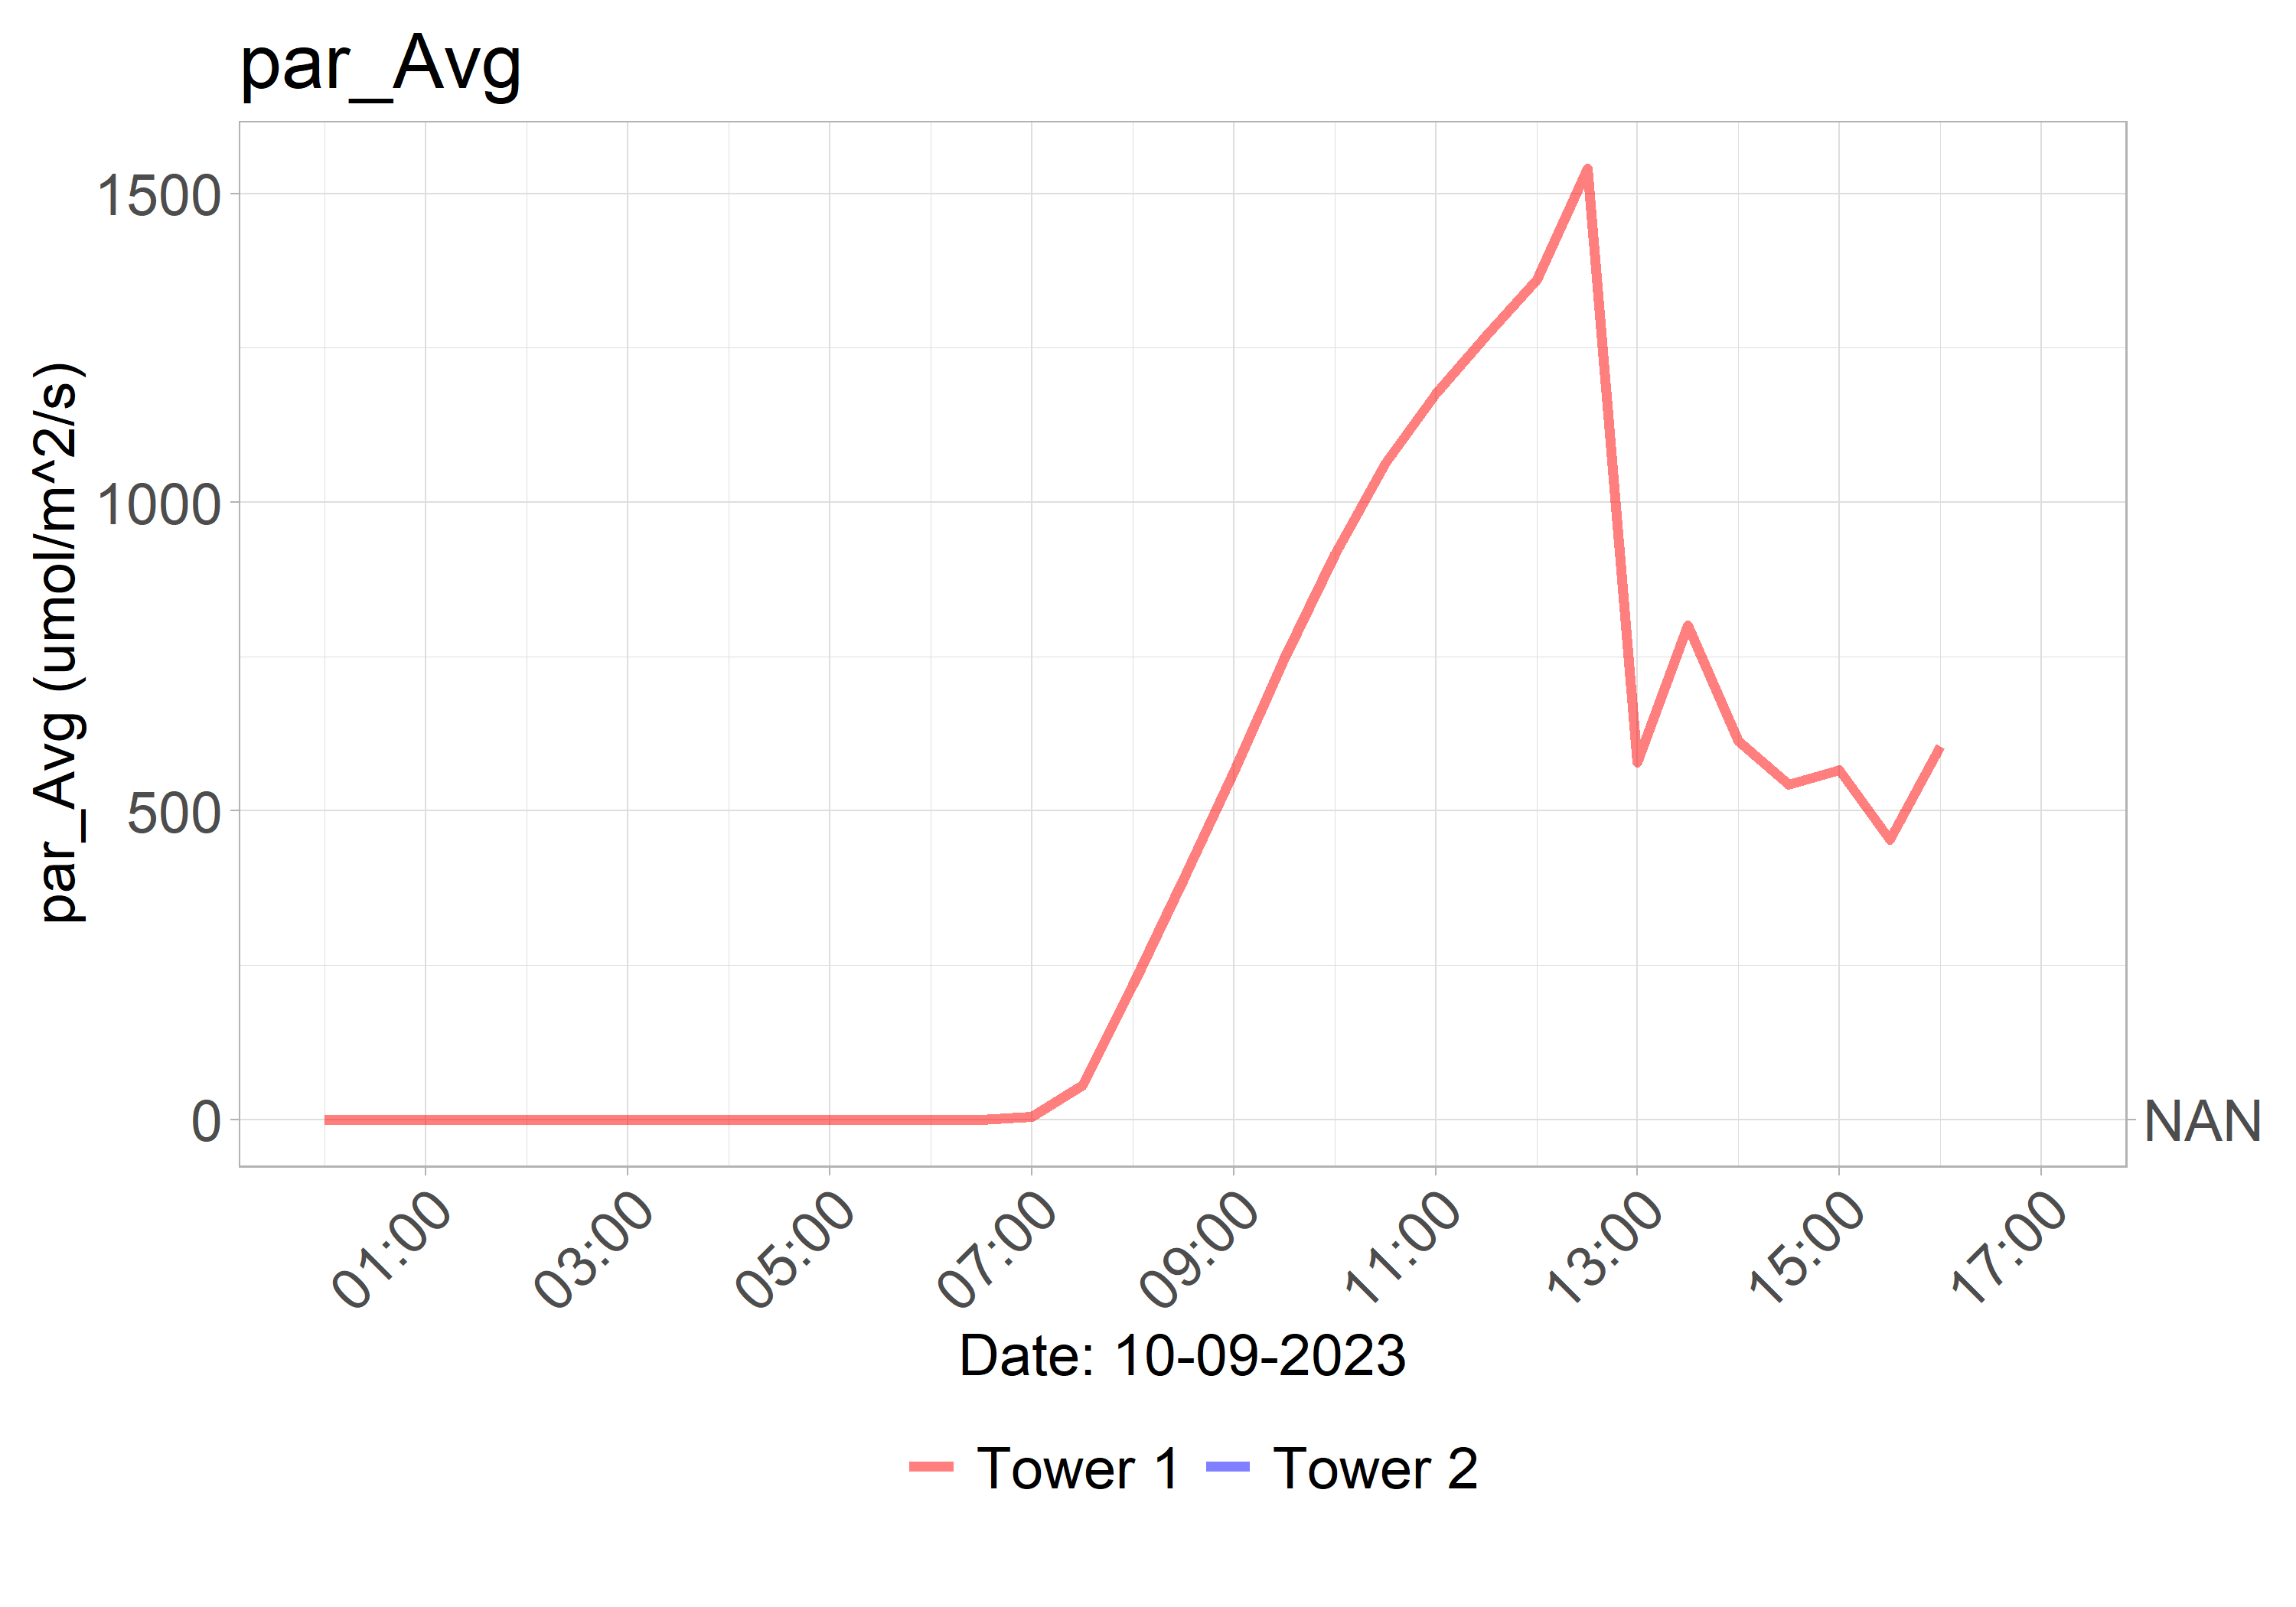 par_Avg
par_Avg (umol/m^2/s)
1500
1000
500
0
NAN
01:00
03:00
05:00
07:00
09:00
11:00
13:00
15:00
17:00
Date: 10-09-2023
Tower 1
Tower 2